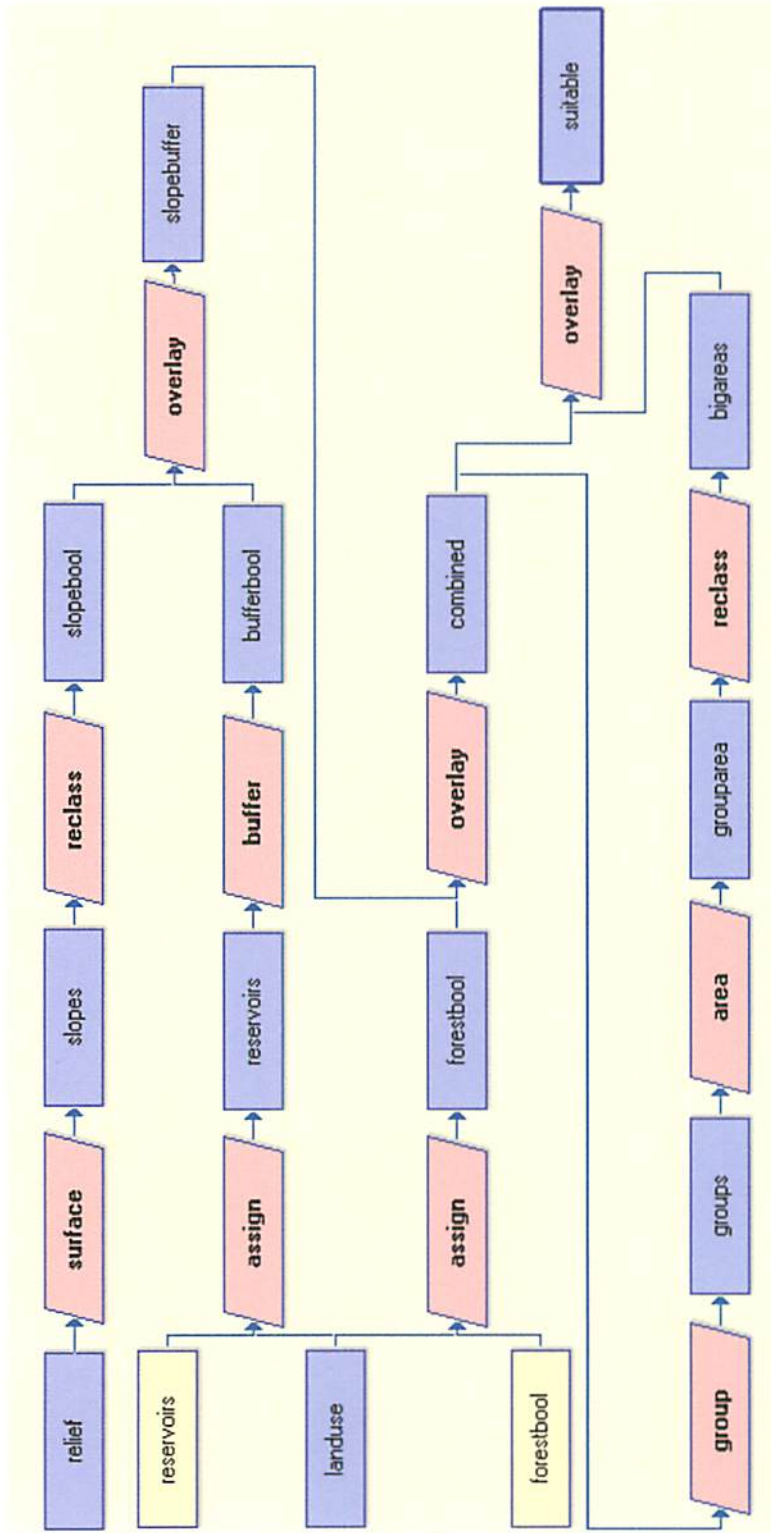 relief
surface
slopes
reclass
slopebool
overlay
slopebuffer
reservoirs
assign
reservoirs
buffer
bufferbool
landuse
assign
forestbool
overlay
combined
overlay
suitable
forestbool
group
groups
area
grouparea
reclass
bigareas